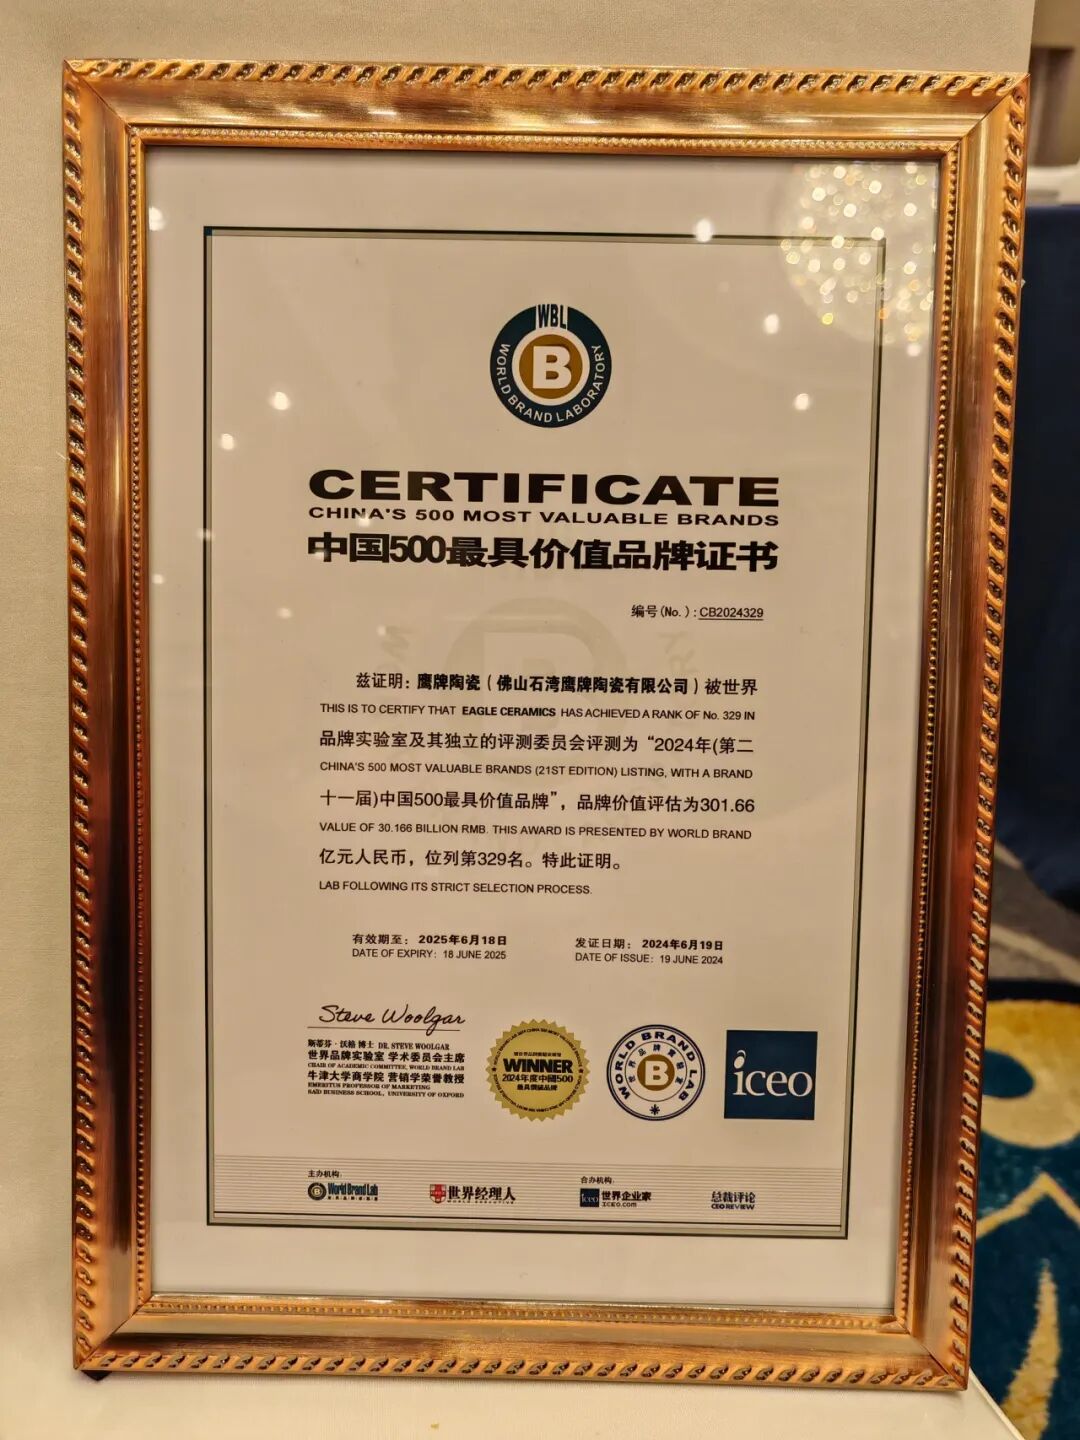 WBL
B
WORLD BRAND LABORATORY
CERTIFICATE
CHINA'S 500 MOST VALUABLE BRANDS
中国500最具价值品牌证书
编号(No.):CB2024329
兹证明:鹰牌陶瓷(佛山石湾鹰牌陶瓷有限公司)被世界
THIS IS TO CERTIFY THAT EAGLE CERAMICS HAS ACHIEVED A RANK OF No. 329 IN
品牌实验室及其独立的评测委员会评测为“2024年(第二
CHINA'S 500 MOST VALUABLE BRANDS (21ST EDITION) LISTING, WITH A BRAND
十一届)中国500最具价值品牌”,品牌价值评估为301.66
VALUE OF 30.166 BILLION RMB. THIS AWARD IS PRESENTED BY WORLD BRAND
亿元人民币,位列第329名。特此证明。
LAB FOLLOWING ITS STRICT SELECTION PROCESS.
有效期至: 2025年6月18日
DATE OF EXPIRY: 18 JUNE 2025
发证日期: 2024年6月19日
DATE OF ISSUE: 19 JUNE 2024
Steve Woolgar
斯蒂芬·沃格 博士 DR. STEVE WOOLGAR
世界品牌实验室 学术委员会主席
CHAIR OF ACADEMIC COMMITTEE, WORLD BRAND LAB
牛津大学商学院 营销学荣誉教授
EMERITUS PROFESSOR OF MARKETING
SAÏD BUSINESS SCHOOL, UNIVERSITY OF OXFORD
WINNER
2024年度中國500
最具價值品牌
WORLD BRAND LAB
B
iceo
主办机构:
World Brand Lab
世界经理人
合办机构:
iceo 世界企业家
ICEO.com
总裁评论
CEO REVIEW